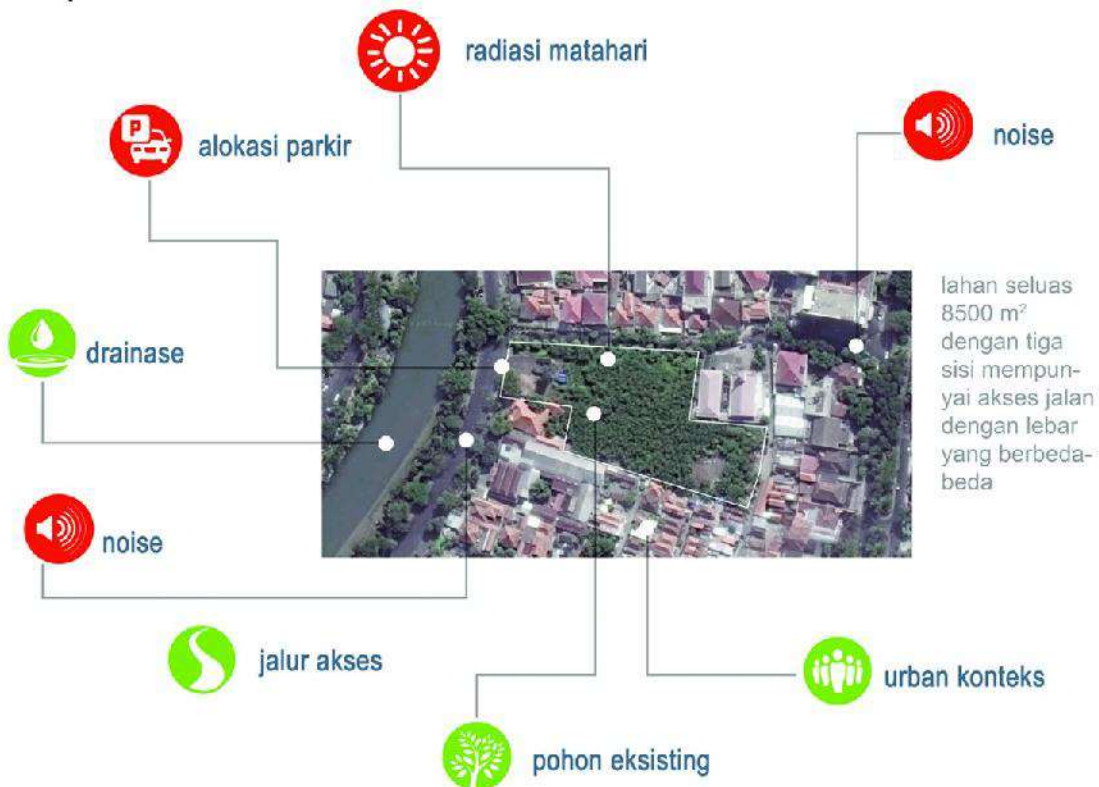 radiasi matahari
alokasi parkir
noise
drainase
lahan seluas
8500 m²
dengan tiga
sisi mempun-
yai akses jalan
dengan lebar
yang berbeda-
beda
noise
jalur akses
urban konteks
pohon eksisting